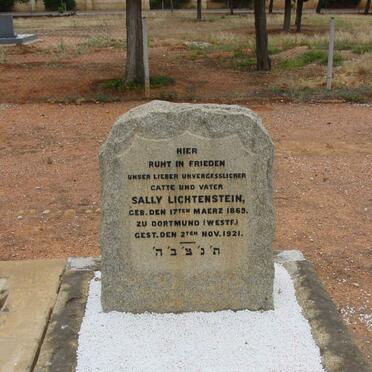 HIER
RUHT IN FRIEDEN
UNSER LIEBER UNVERGESSLICHER
GATTE UND VATER
SALLY LICHTENSTEIN,
GEB. DEN 17TEN MAERZ 1869.
ZU DORTMUND (WESTF.)
GEST. DEN 2TEN NOV. 1921.
ת'נ'צ'ב'ה'